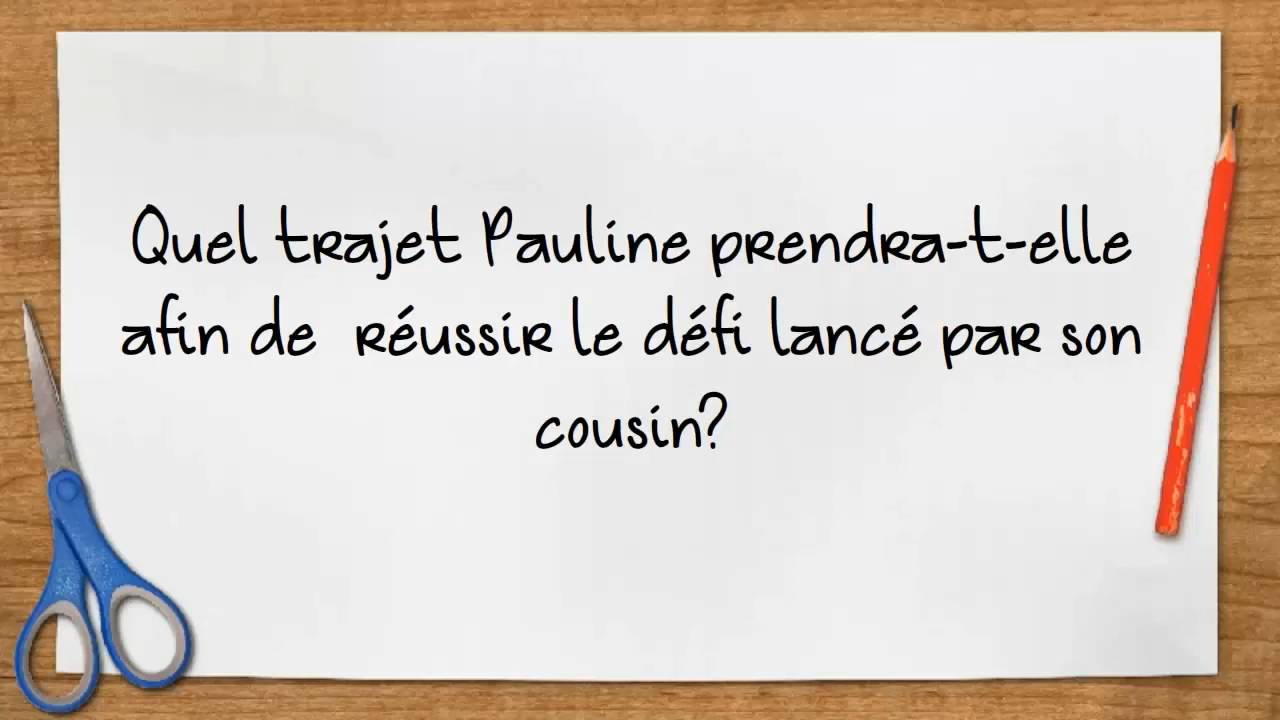 Quel trajet Pauline prendra-t-elle
afin de  réussir le défi lancé par son
cousin?